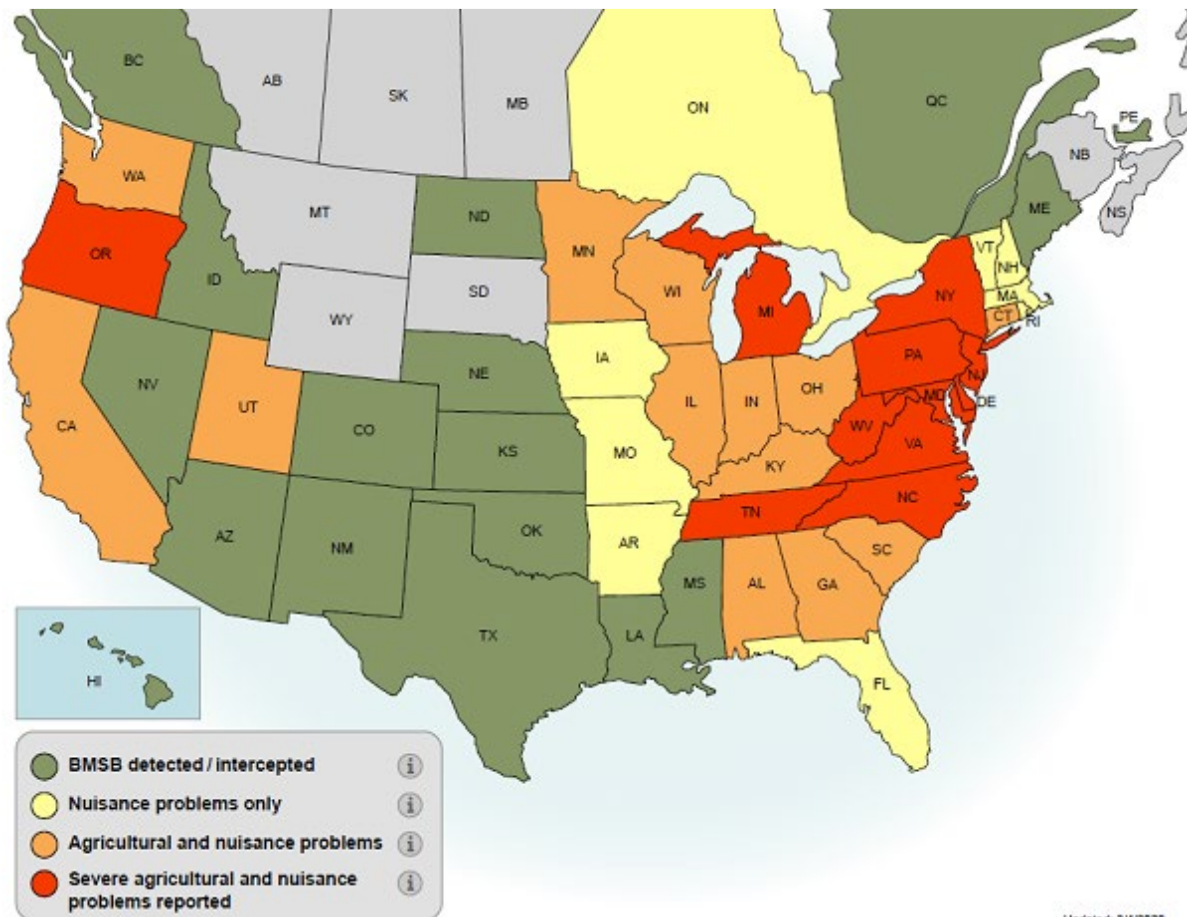 BC
AB
SK
MB
ON
QC
PE
NB
NS
WA
MT
ND
MN
ME
OR
ID
SD
WI
VT
NH
WY
MI
NY
MA
CT
RI
IA
NE
PA
NJ
NV
UT
CO
IL
IN
OH
MD
DE
CA
KS
MO
WV
VA
KY
AZ
NM
OK
AR
TN
NC
TX
MS
AL
GA
SC
LA
HI
FL
BMSB detected / intercepted
Nuisance problems only
Agricultural and nuisance problems
Severe agricultural and nuisance
problems reported